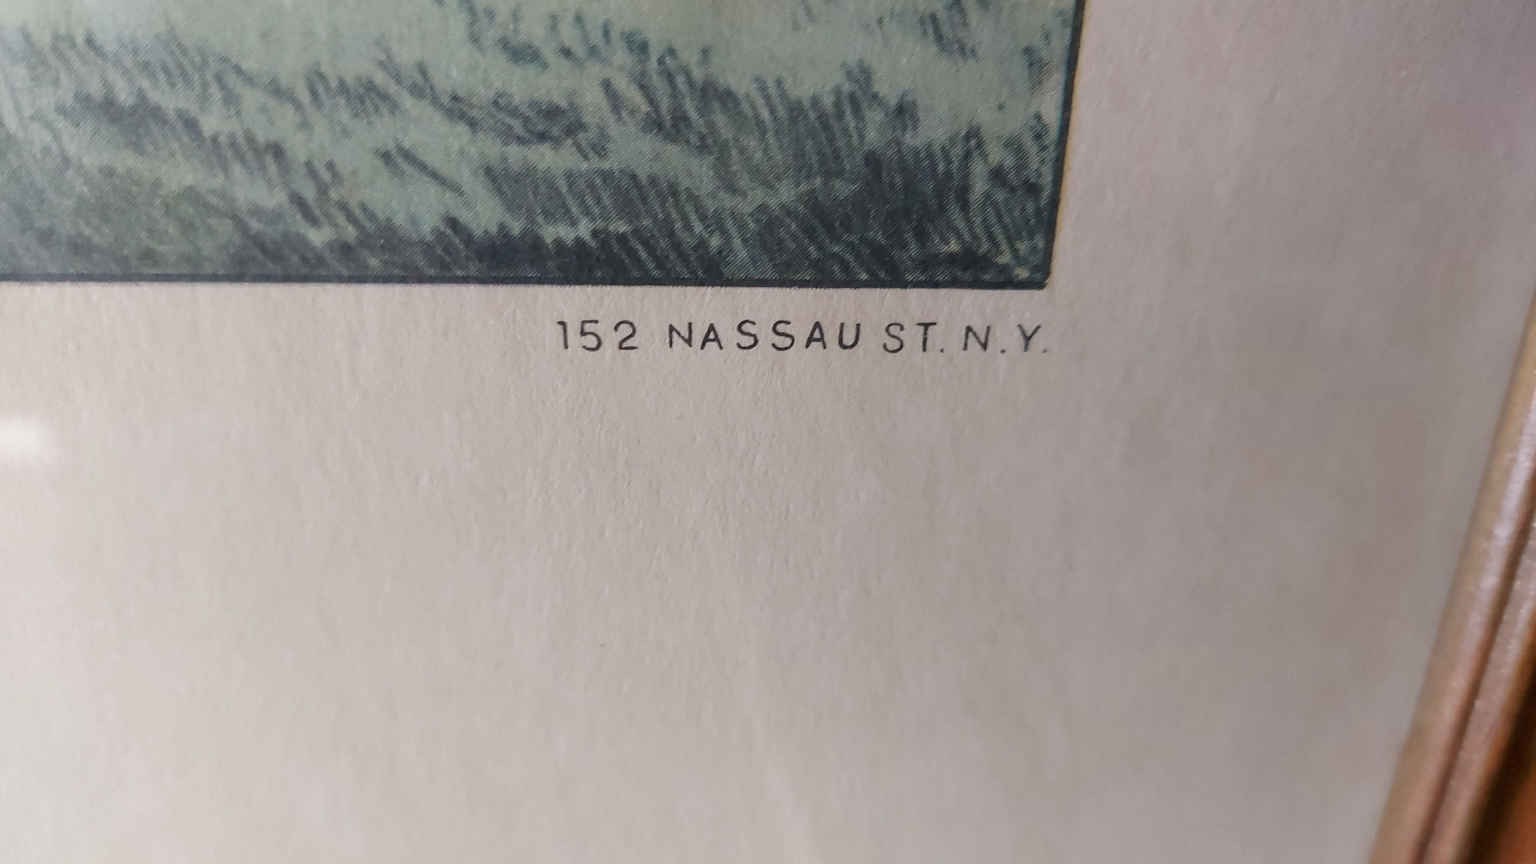 152 NASSAU ST. N.Y.